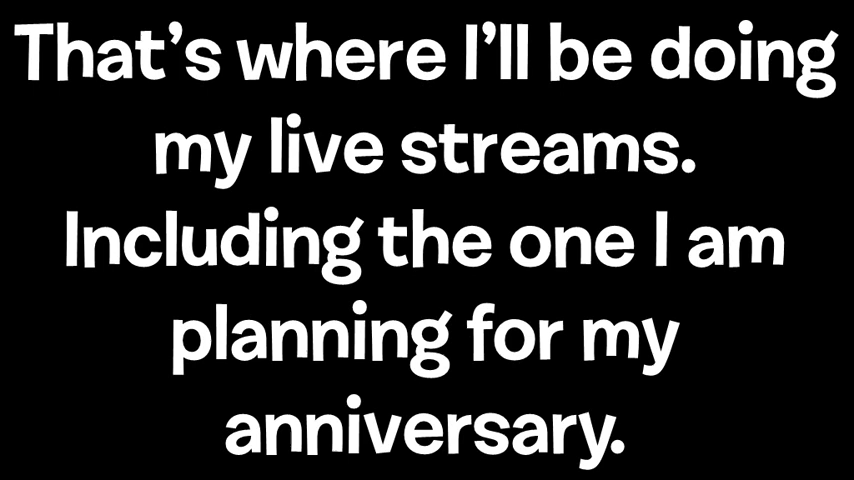 That’s where I’ll be doing
my live streams.
Including the one I am
planning for my
anniversary.